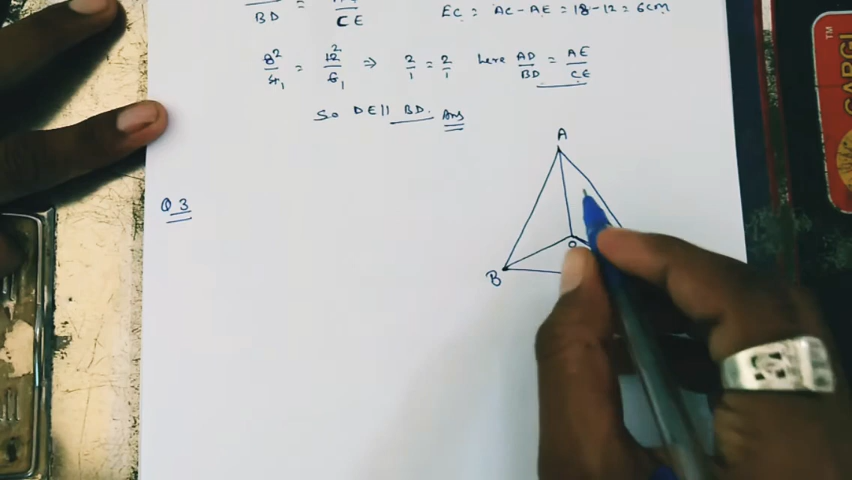 BD CE EC = AC - AE = 18 - 12 = 6cm
8²/4₁ = 12²/6₁ ⇒ 2/1 = 2/1 here AD/BD = AE/CE
So DE || BD. Ans
A
Q 3
O
B